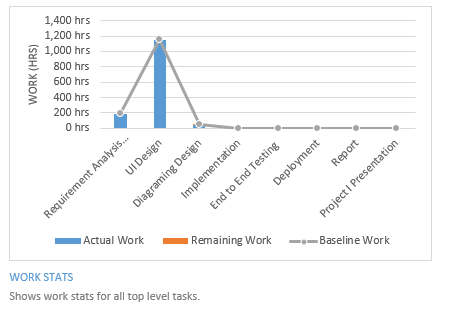 1,400 hrs
1,200 hrs
1,000 hrs
800 hrs
600 hrs
400 hrs
200 hrs
0 hrs
WORK (HRS)
Requirement Analysis...
UI Design
Diagraming Design
Implementation
End to End Testing
Deployment
Report
Project I Presentation
Actual Work
Remaining Work
Baseline Work
WORK STATS
Shows work stats for all top level tasks.